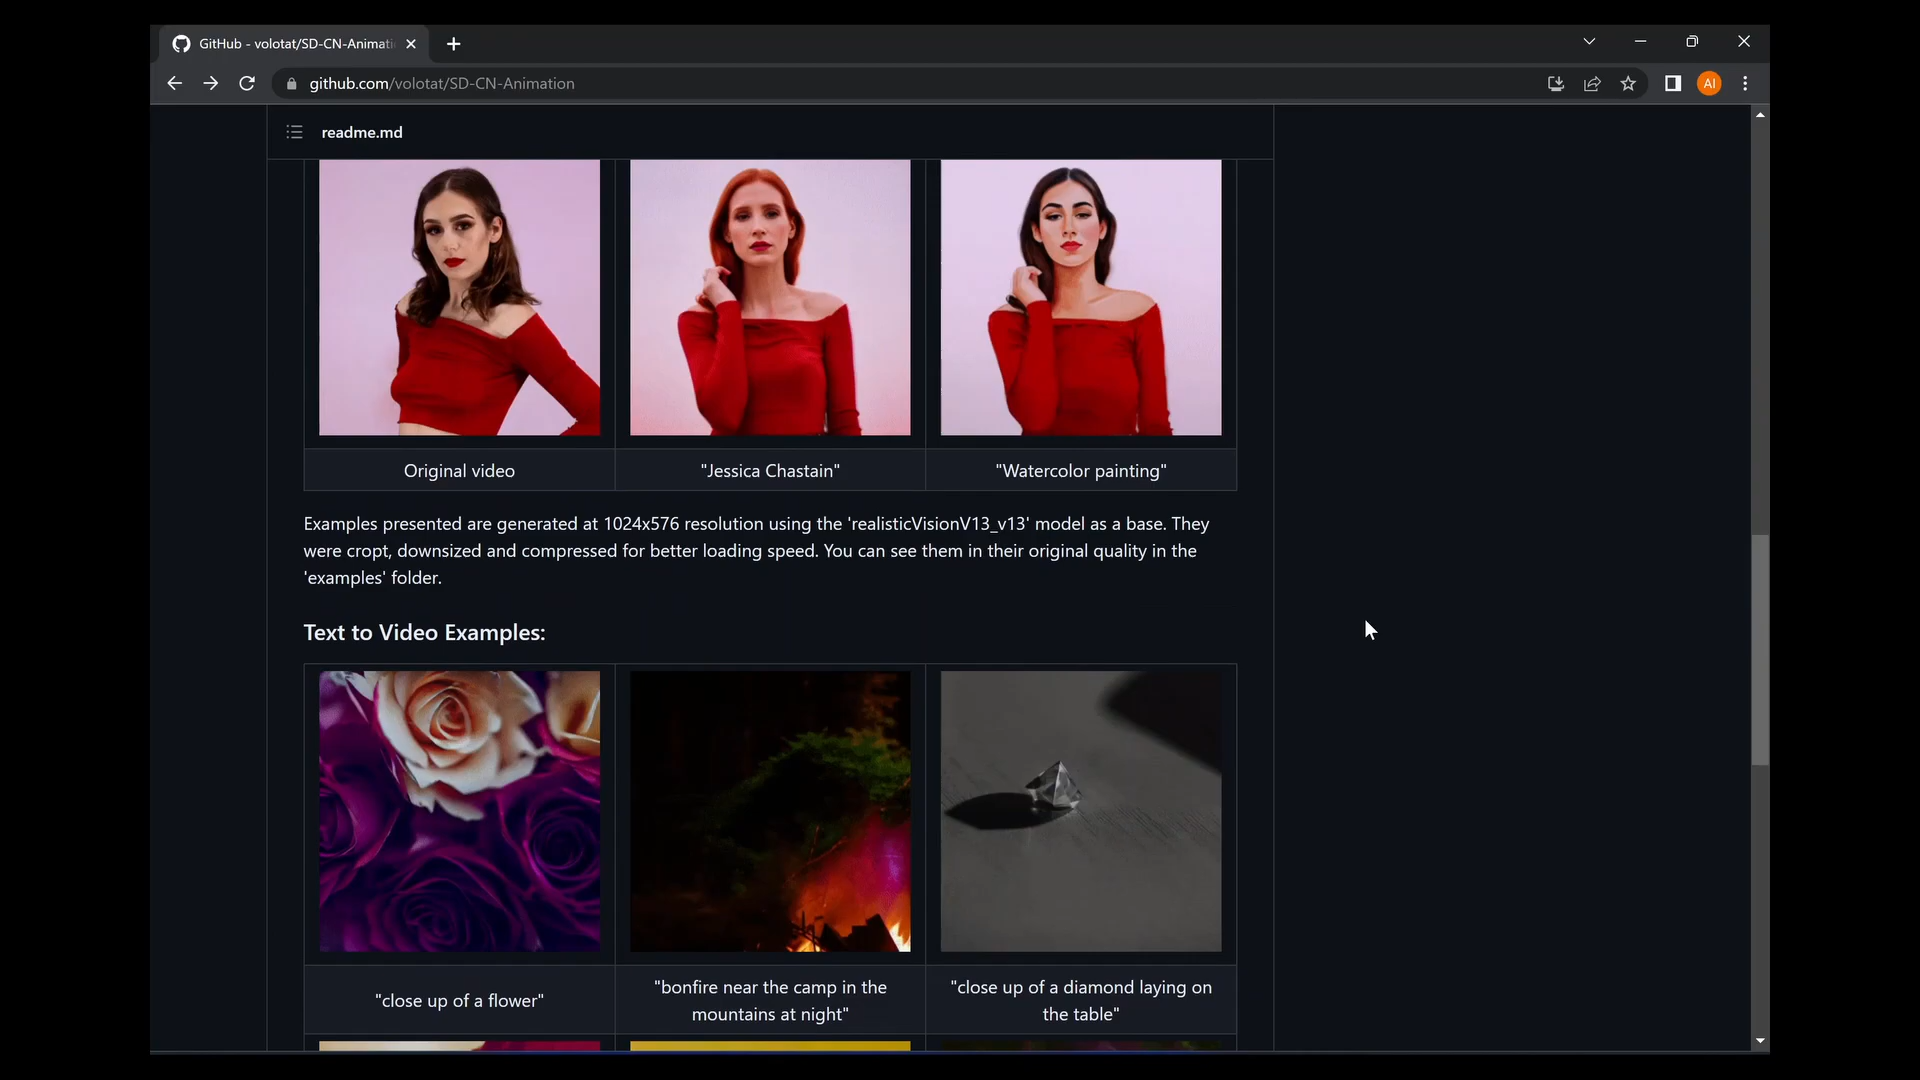 GitHub - volotat/SD-CN-Animati
github.com/volotat/SD-CN-Animation
AI
readme.md
Original video
"Jessica Chastain"
"Watercolor painting"
Examples presented are generated at 1024x576 resolution using the 'realisticVisionV13_v13' model as a base. They
were cropt, downsized and compressed for better loading speed. You can see them in their original quality in the
'examples' folder.
Text to Video Examples:
"close up of a flower"
"bonfire near the camp in the
mountains at night"
"close up of a diamond laying on
the table"